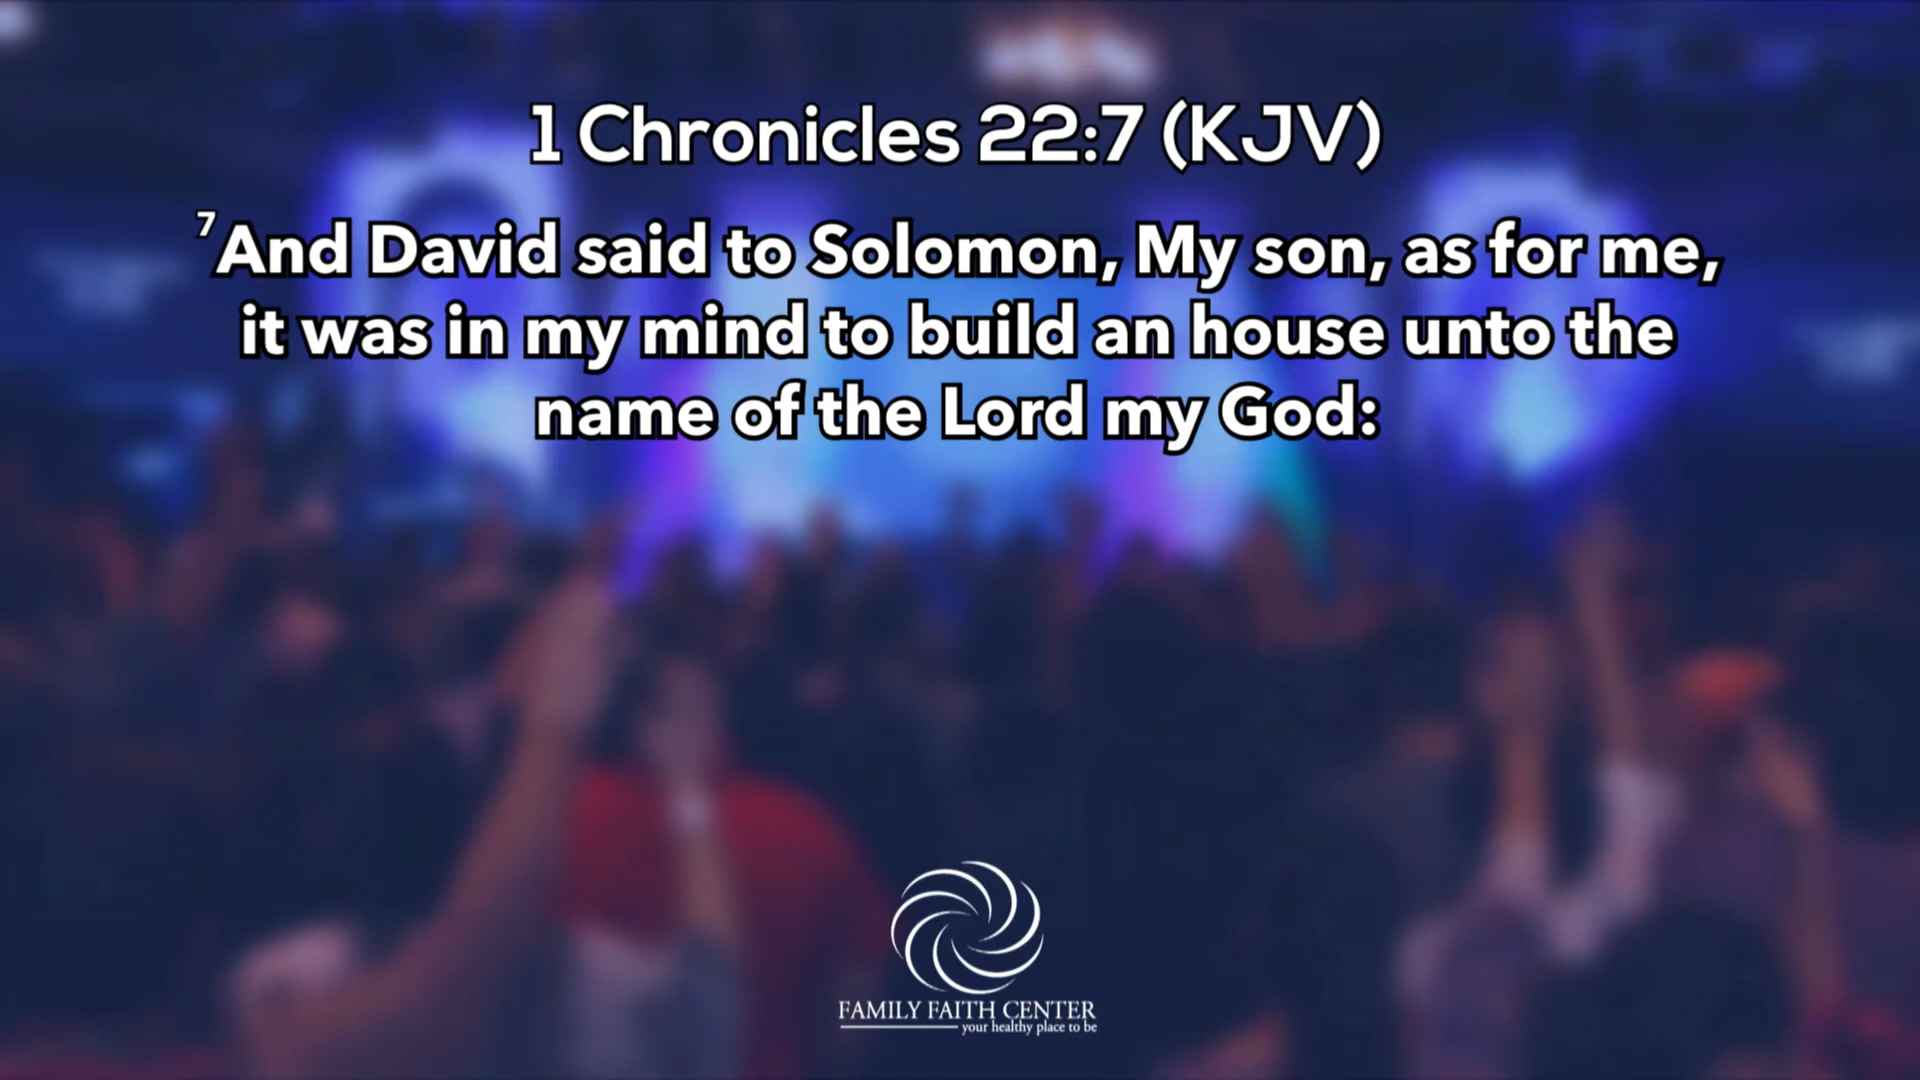 1 Chronicles 22:7 (KJV)
7 And David said to Solomon, My son, as for me,
it was in my mind to build an house unto the
name of the Lord my God:
FAMILY FAITH CENTER
your healthy place to be